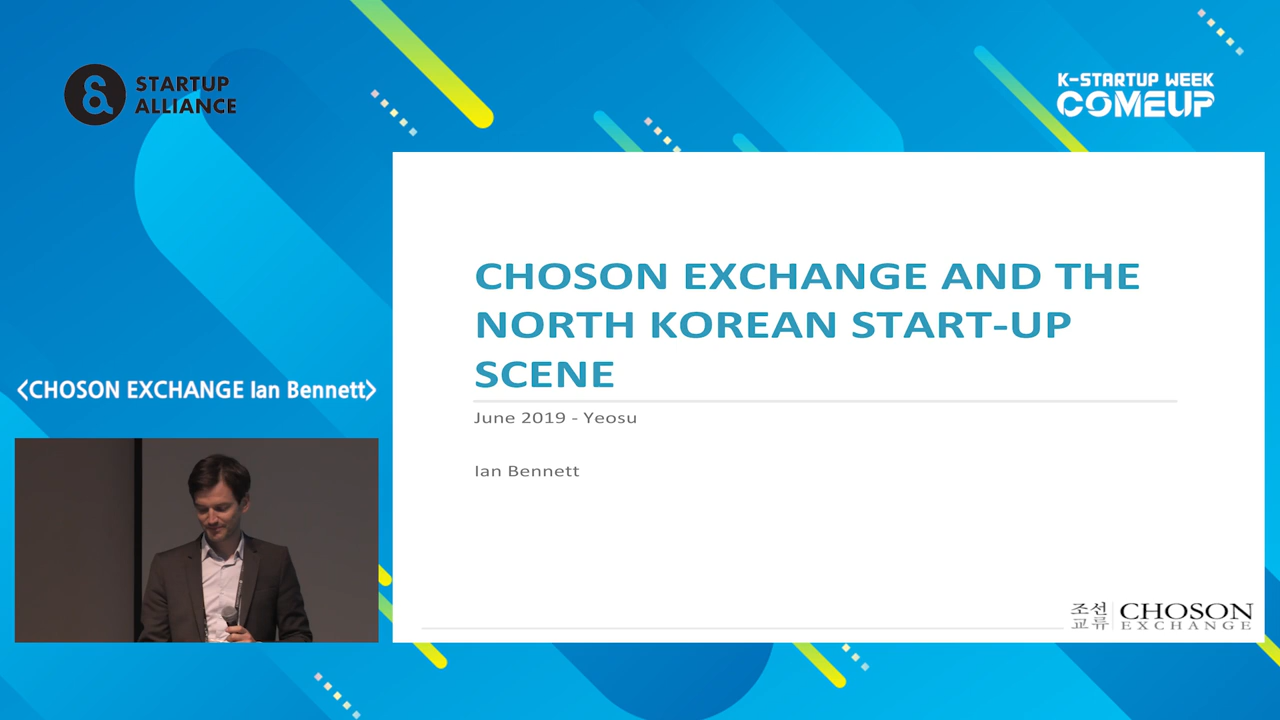 STARTUP
ALLIANCE
K-STARTUP WEEK
COMEUP
CHOSON EXCHANGE AND THE
NORTH KOREAN START-UP
SCENE
June 2019 - Yeosu
Ian Bennett
<CHOSON EXCHANGE Ian Bennett>
조선
교류
CHOSON
EXCHANGE